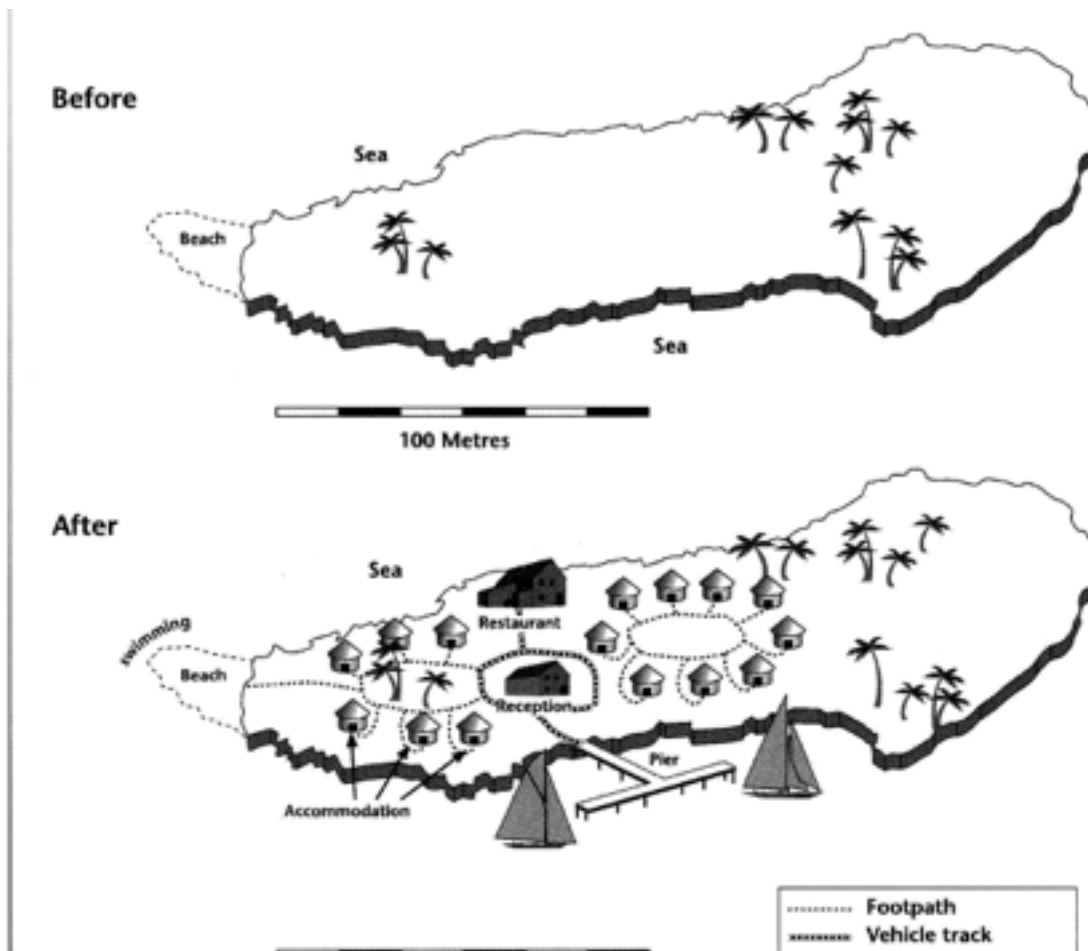 Before
Sea
Beach
Sea
100 Metres
After
Sea
swimming
Restaurant
Beach
Reception
Pier
Accommodation
Footpath
Vehicle track